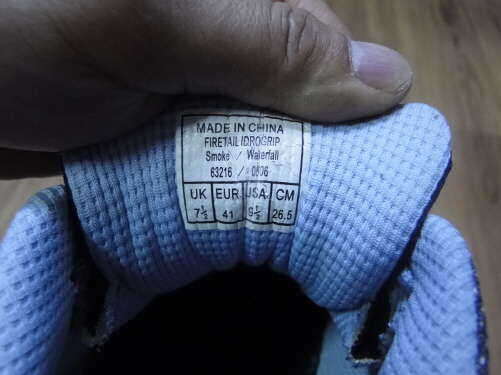 MADE IN CHINA
FIRETAIL IDROGRIP
Smoke / Waterfall
63216 / 0806
UK EUR USA CM
7½ 41 9½ 26.5